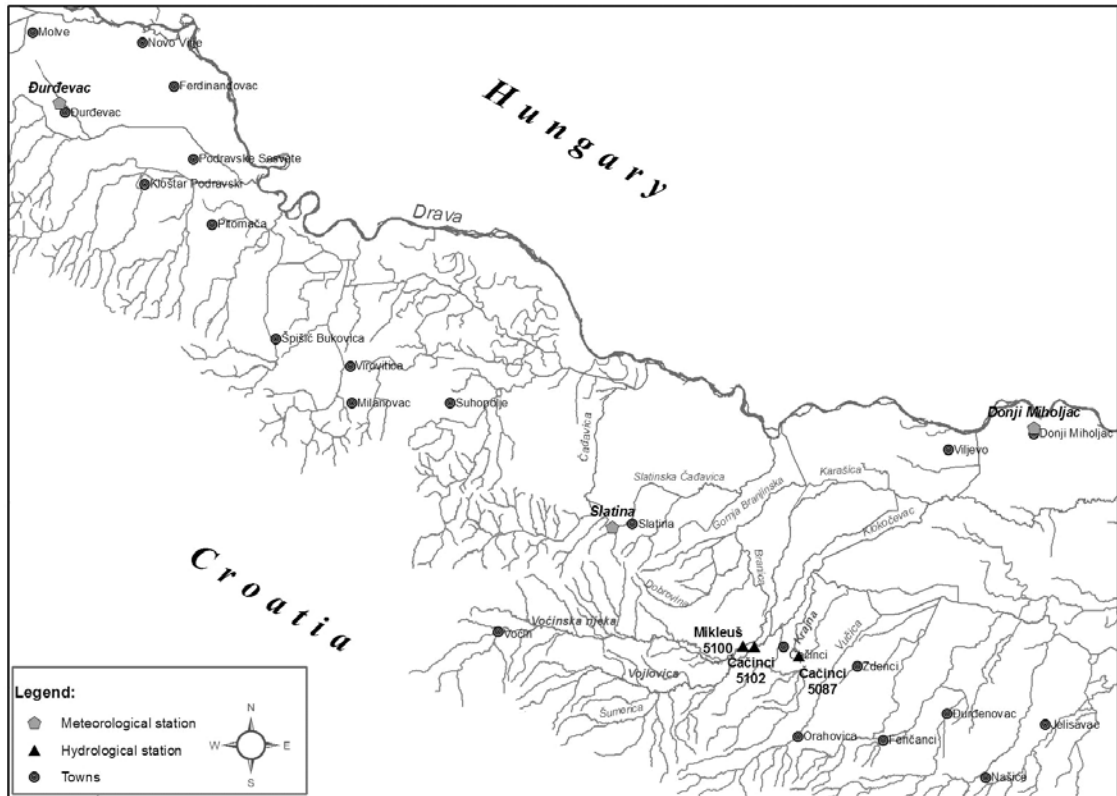 Molve
Novo Virje
Ferdinandovac
Đurđevac
Đurđevac
Hungary
Podravske Sesvete
Kloštar Podravski
Pitomača
Drava
Špišić Bukovica
Virovitica
Milanovac
Suhopolje
Čađavica
Donji Miholjac
Donji Miholjac
Viljevo
Karašica
Slatinska Čađavica
Gornja Branjinska
Klokočevac
Slatina
Slatina
Croatia
Branica
Dobrovina
Voćinska rijeka
Voćin
Krajna
Vučica
Mikleuš
5100
Čačinci
5102
Čačinci
Čačinci
5087
Zdenci
Vojlovica
Šumerica
Orahovica
Feričanci
Đurđenovac
Jelisavac
Našice
Legend:
Meteorological station
Hydrological station
Towns
N
W
E
S